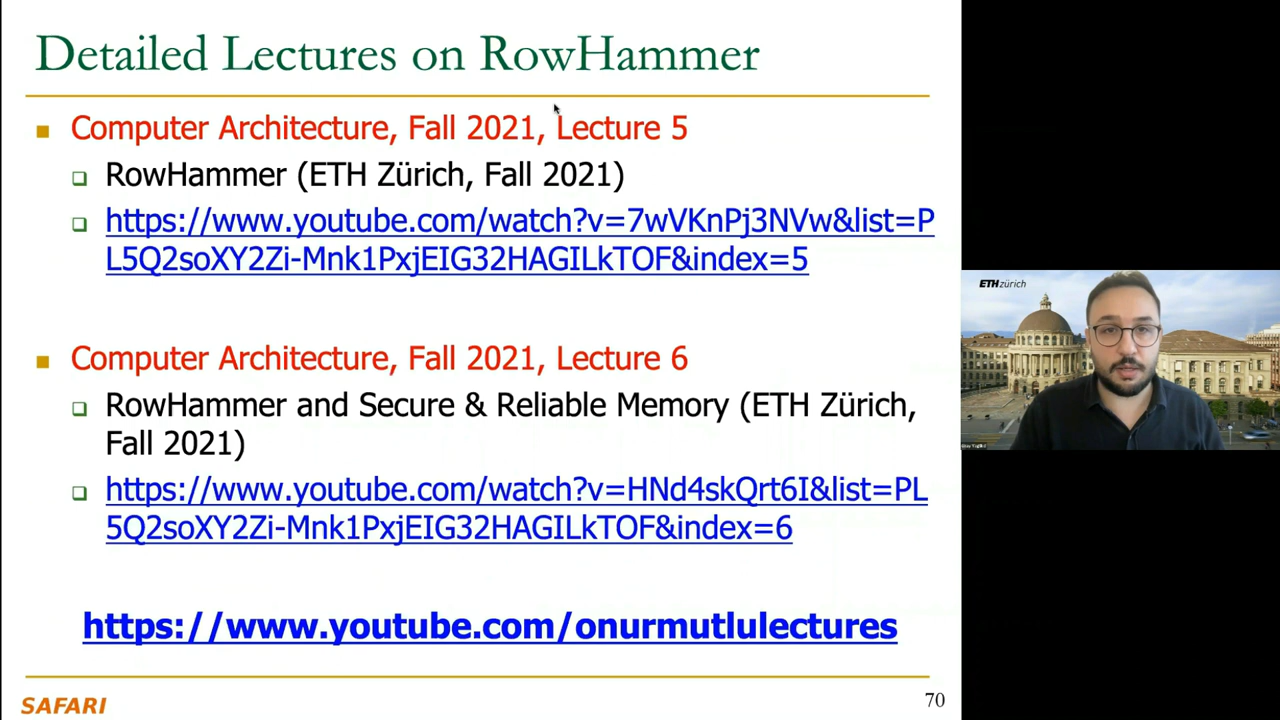 Detailed Lectures on RowHammer
Computer Architecture, Fall 2021, Lecture 5
RowHammer (ETH Zürich, Fall 2021)
https://www.youtube.com/watch?v=7wVKnPj3NVw&list=P
L5Q2soXY2Zi-Mnk1PxjEIG32HAGILkTOF&index=5
Computer Architecture, Fall 2021, Lecture 6
RowHammer and Secure & Reliable Memory (ETH Zürich,
Fall 2021)
https://www.youtube.com/watch?v=HNd4skQrt6I&list=PL
5Q2soXY2Zi-Mnk1PxjEIG32HAGILkTOF&index=6
https://www.youtube.com/onurmutlulectures
SAFARI
70
ETH zürich